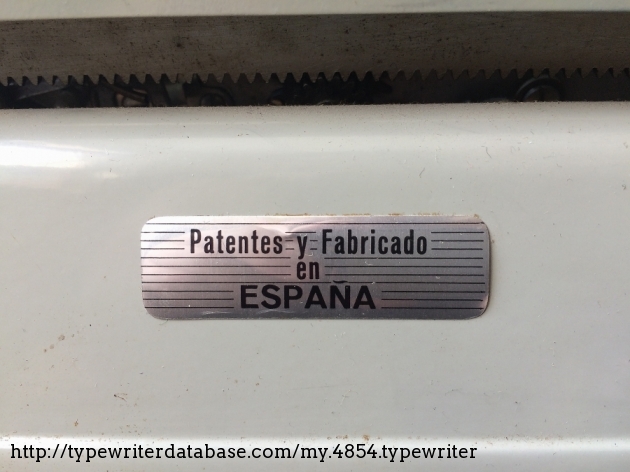 Patentes y Fabricado
en
ESPAÑA
http://typewriterdatabase.com/my.4854.typewriter